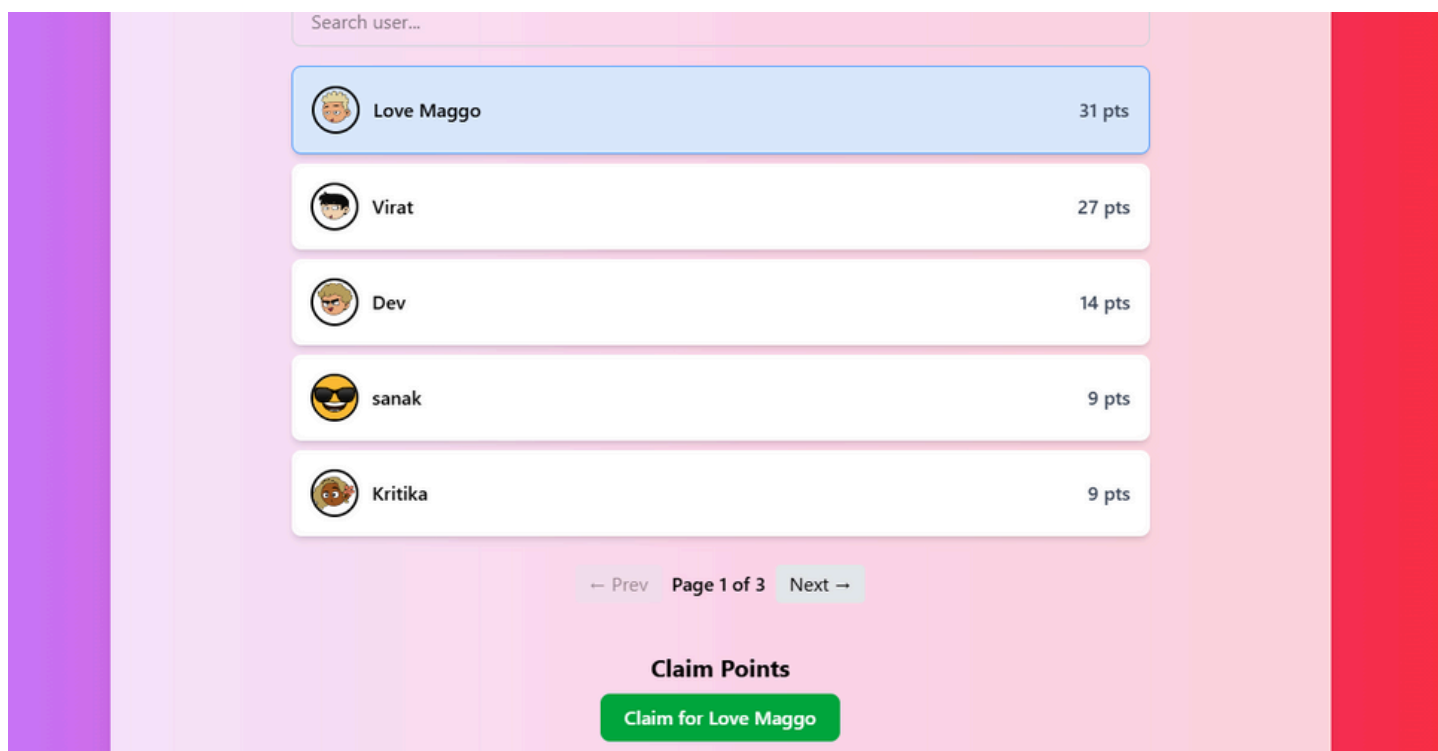 Search user...
Love Maggo 31 pts
Virat 27 pts
Dev 14 pts
sanak 9 pts
Kritika 9 pts
← Prev Page 1 of 3 Next →
Claim Points
Claim for Love Maggo